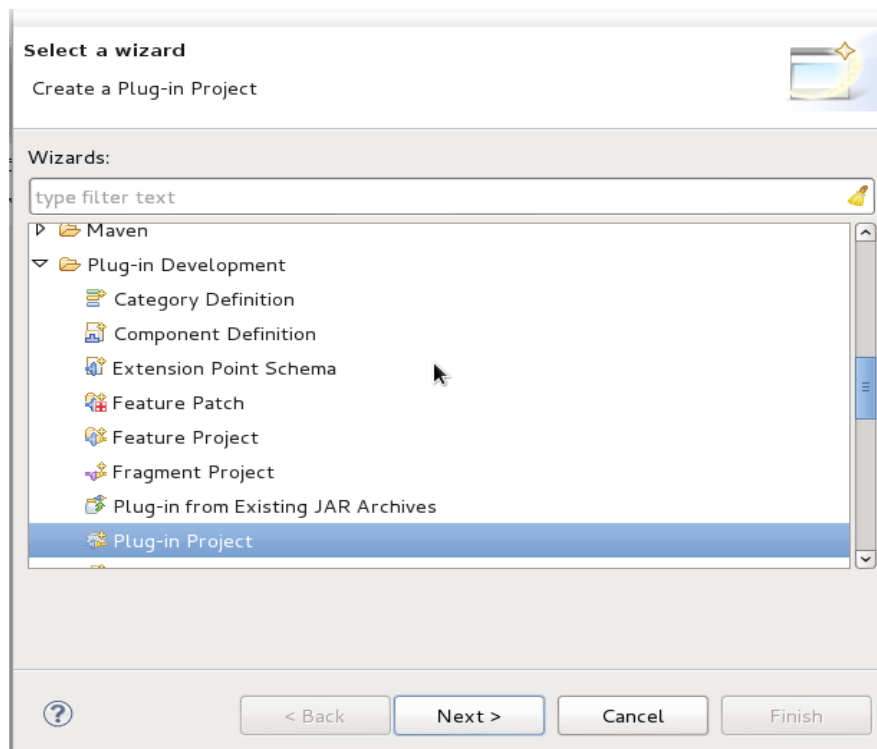 Select a wizard
Create a Plug-in Project
Wizards:
type filter text
Maven
Plug-in Development
Category Definition
Component Definition
Extension Point Schema
Feature Patch
Feature Project
Fragment Project
Plug-in from Existing JAR Archives
Plug-in Project
? < Back Next > Cancel Finish